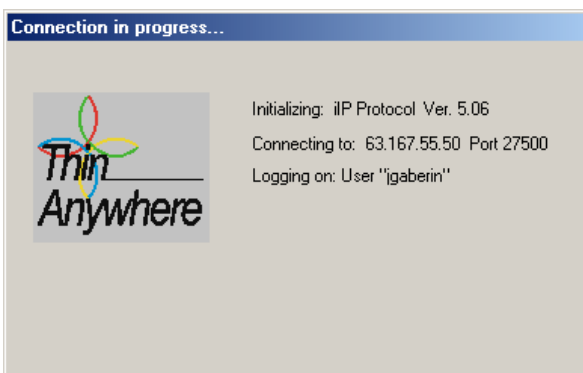 Connection in progress...
Thin
Anywhere
Initializing: iIP Protocol Ver. 5.06
Connecting to: 63.167.55.50 Port 27500
Logging on: User "jgaberin"